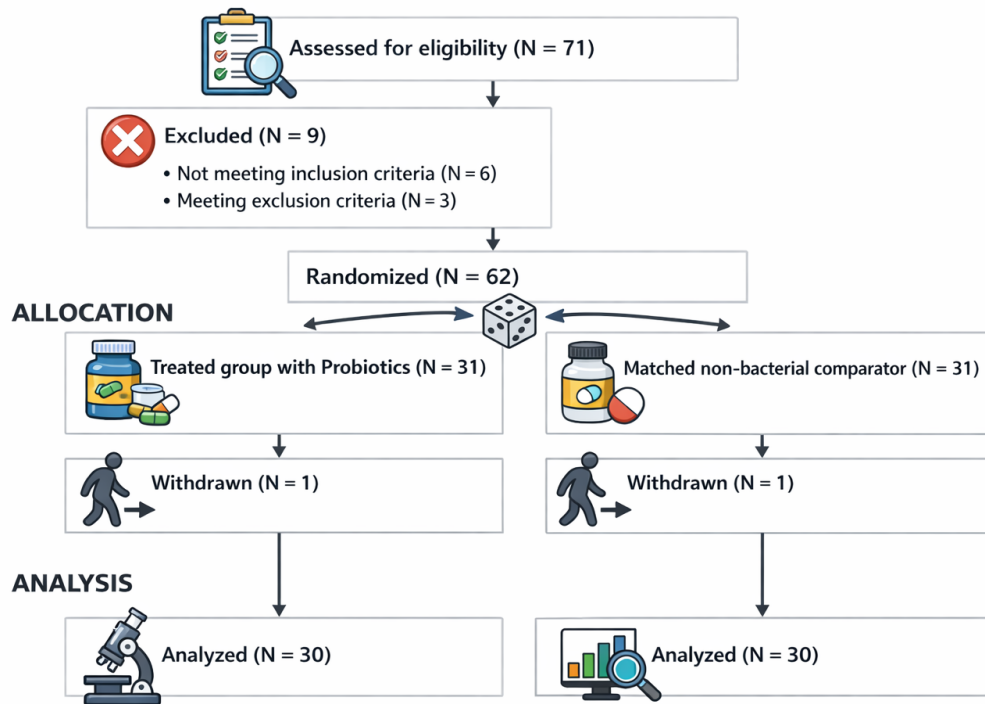 Assessed for eligibility (N = 71)
Excluded (N = 9)
• Not meeting inclusion criteria (N = 6)
• Meeting exclusion criteria (N = 3)
Randomized (N = 62)
ALLOCATION
Treated group with Probiotics (N = 31)
Matched non-bacterial comparator (N = 31)
Withdrawn (N = 1)
Withdrawn (N = 1)
ANALYSIS
Analyzed (N = 30)
Analyzed (N = 30)